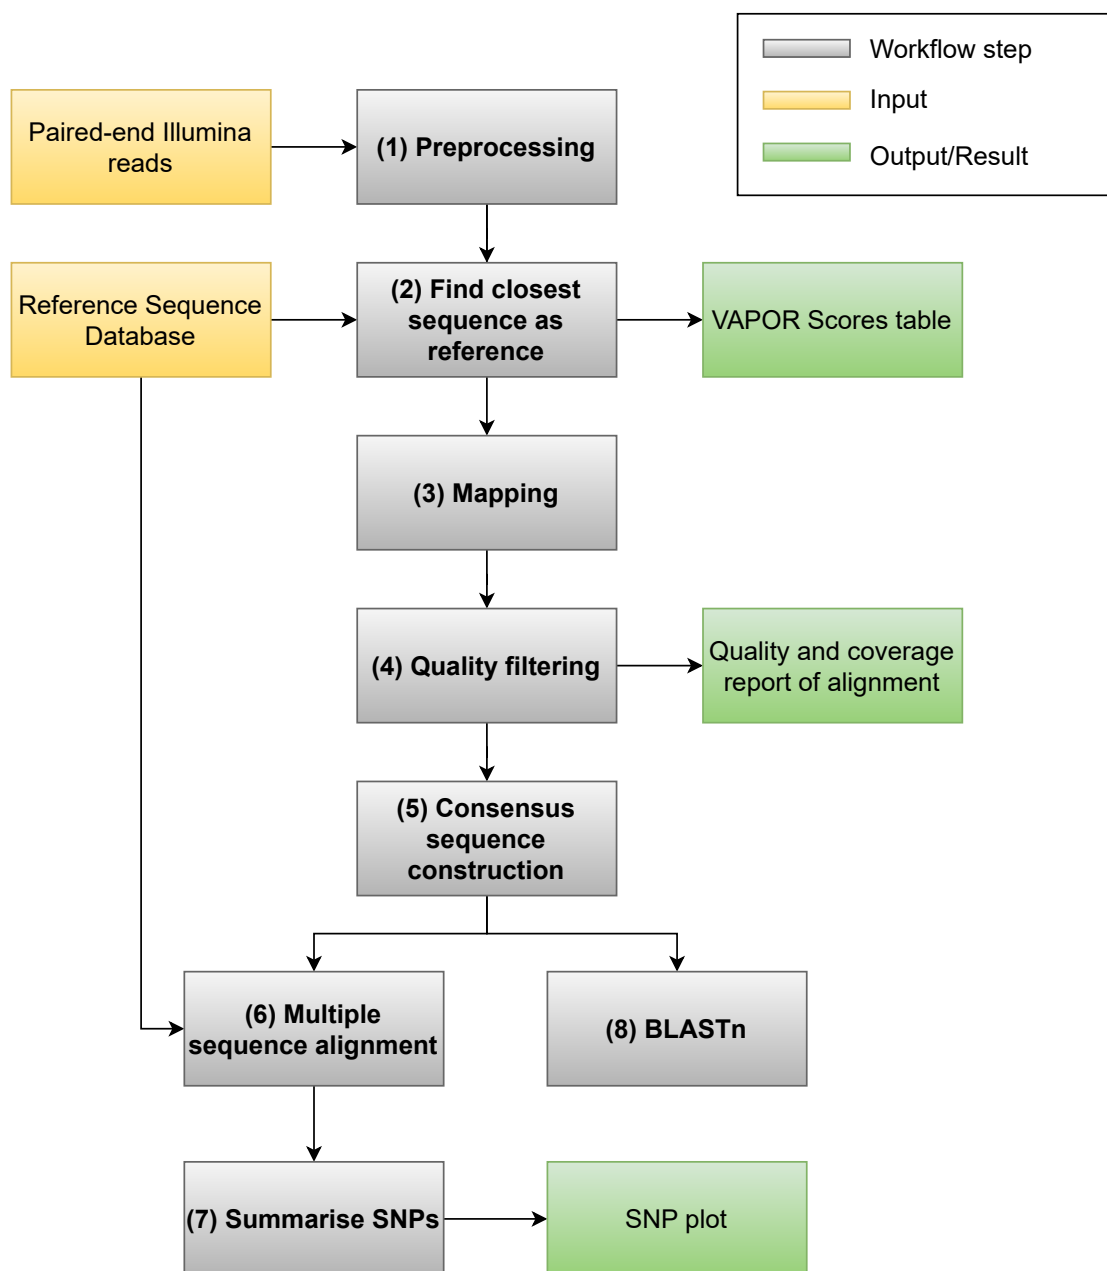 Workflow step
Input
Output/Result
Paired-end Illumina
reads
(1) Preprocessing
Reference Sequence
Database
(2) Find closest
sequence as
reference
VAPOR Scores table
(3) Mapping
(4) Quality filtering
Quality and coverage
report of alignment
(5) Consensus
sequence
construction
(6) Multiple
sequence alignment
(8) BLASTn
(7) Summarise SNPs
SNP plot